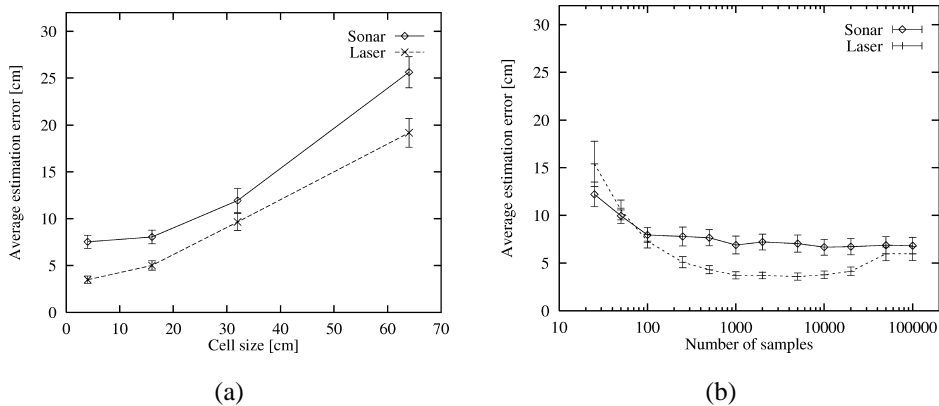 30
25
20
15
10
5
0
Average estimation error [cm]
Sonar
Laser
0 10 20 30 40 50 60 70
Cell size [cm]
(a)
30
25
20
15
10
5
0
Average estimation error [cm]
Sonar
Laser
10 100 1000 10000 100000
Number of samples
(b)